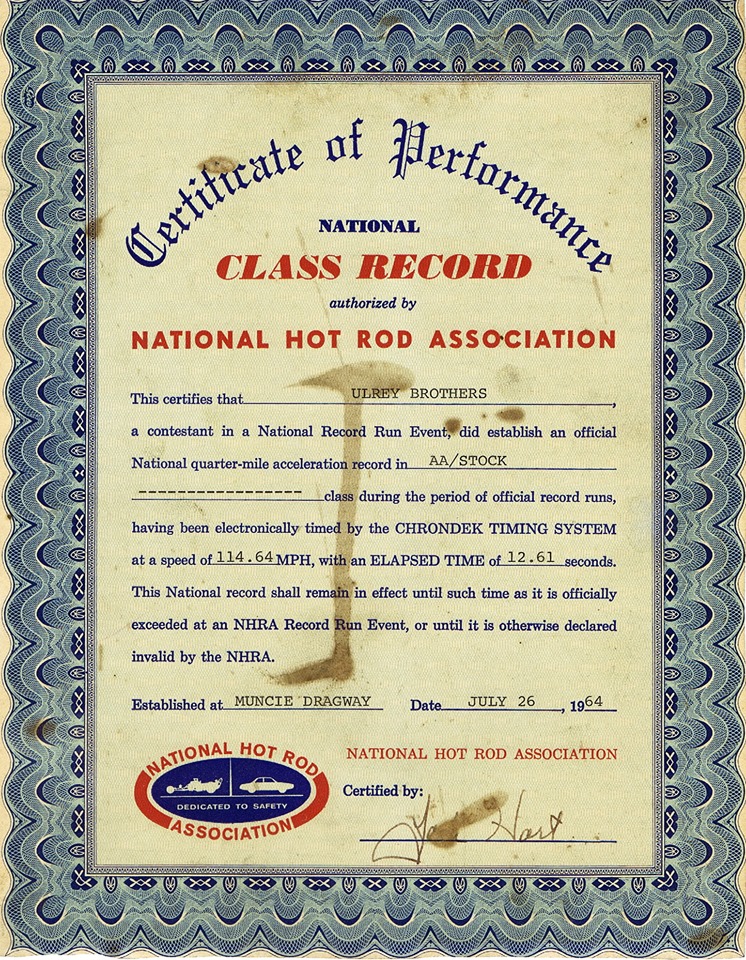 Certificate of Performance
NATIONAL
CLASS RECORD
authorized by
NATIONAL HOT ROD ASSOCIATION
This certifies that ULREY BROTHERS,
a contestant in a National Record Run Event, did establish an official
National quarter-mile acceleration record in AA/STOCK
----------------- class during the period of official record runs,
having been electronically timed by the CHRONDEK TIMING SYSTEM
at a speed of 114.64 MPH, with an ELAPSED TIME of 12.61 seconds.
This National record shall remain in effect until such time as it is officially
exceeded at an NHRA Record Run Event, or until it is otherwise declared
invalid by the NHRA.
Established at MUNCIE DRAGWAY Date JULY 26, 1964
NATIONAL HOT ROD
DEDICATED TO SAFETY
ASSOCIATION
NATIONAL HOT ROD ASSOCIATION
Certified by:
Hart